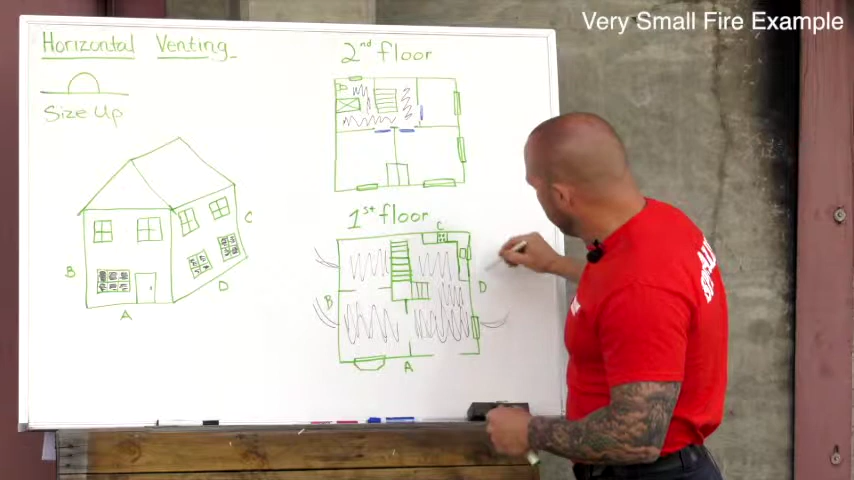 Very Small Fire Example
Horizontal Venting
Size Up
2nd floor
1st floor
C
B
D
A
C
B
D
A